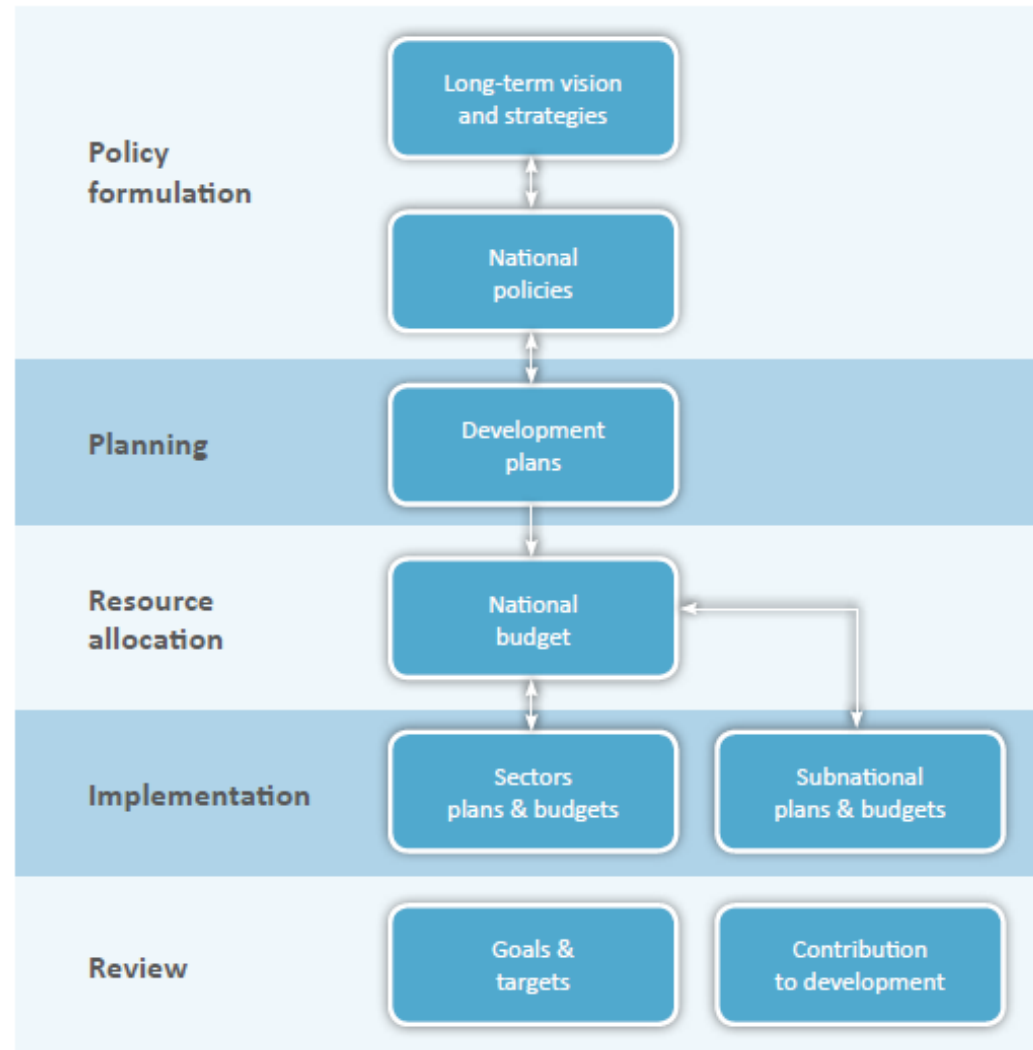 Long-term vision
and strategies
Policy
formulation
National
policies
Planning
Development
plans
Resource
allocation
National
budget
Implementation
Sectors
plans & budgets
Subnational
plans & budgets
Review
Goals &
targets
Contribution
to development